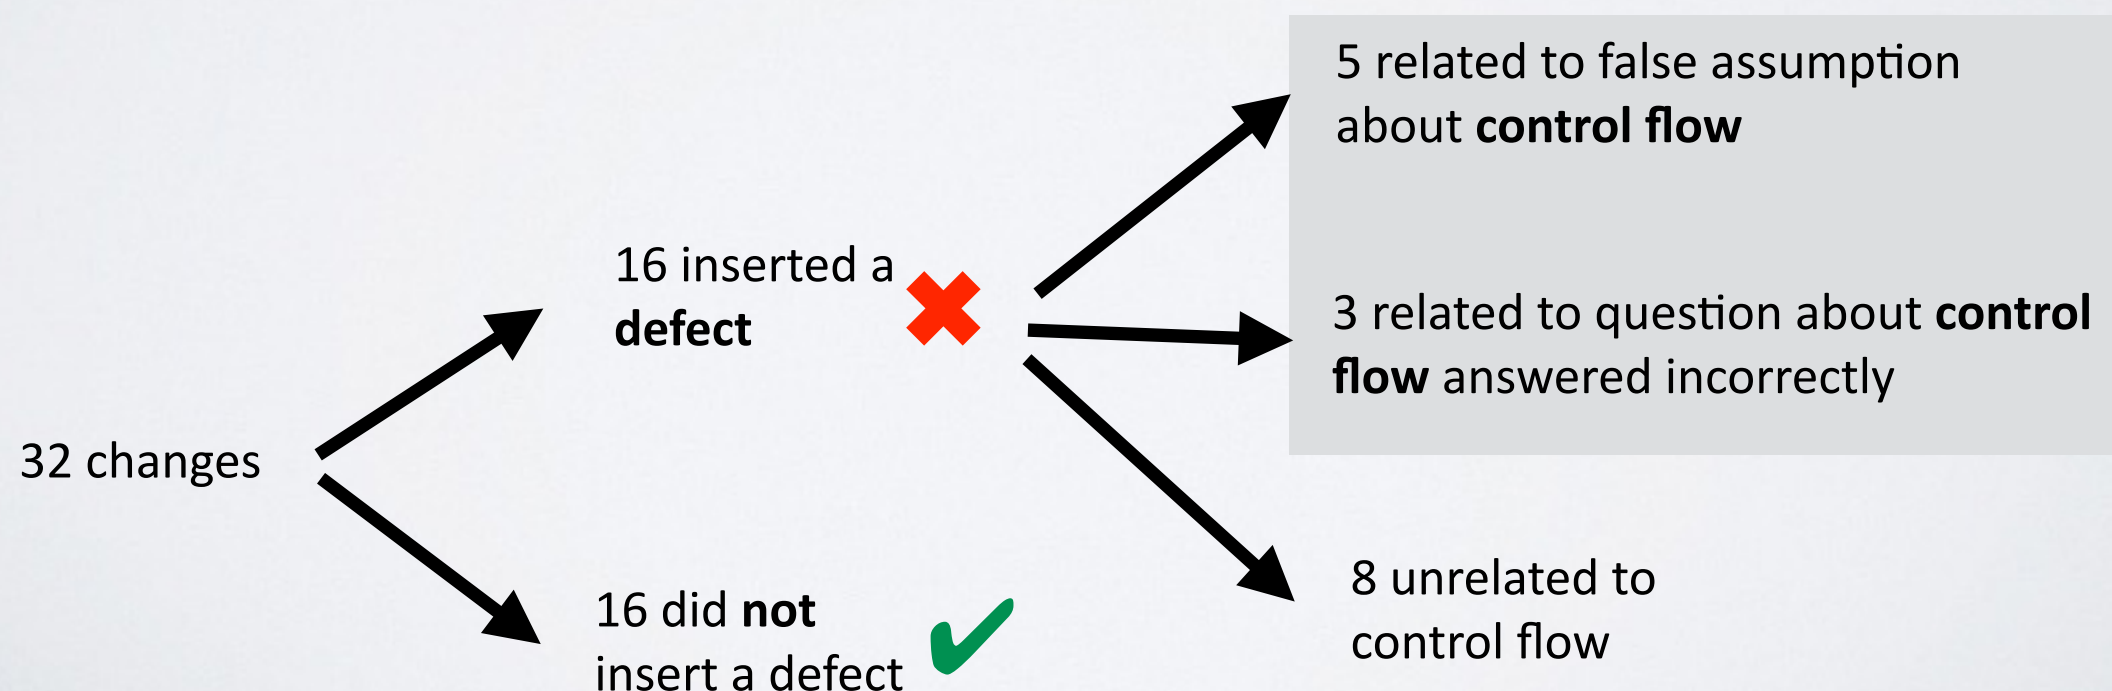 5 related to false assumption
about control flow
16 inserted a
defect
3 related to question about control
flow answered incorrectly
32 changes
8 unrelated to
control flow
16 did not
insert a defect